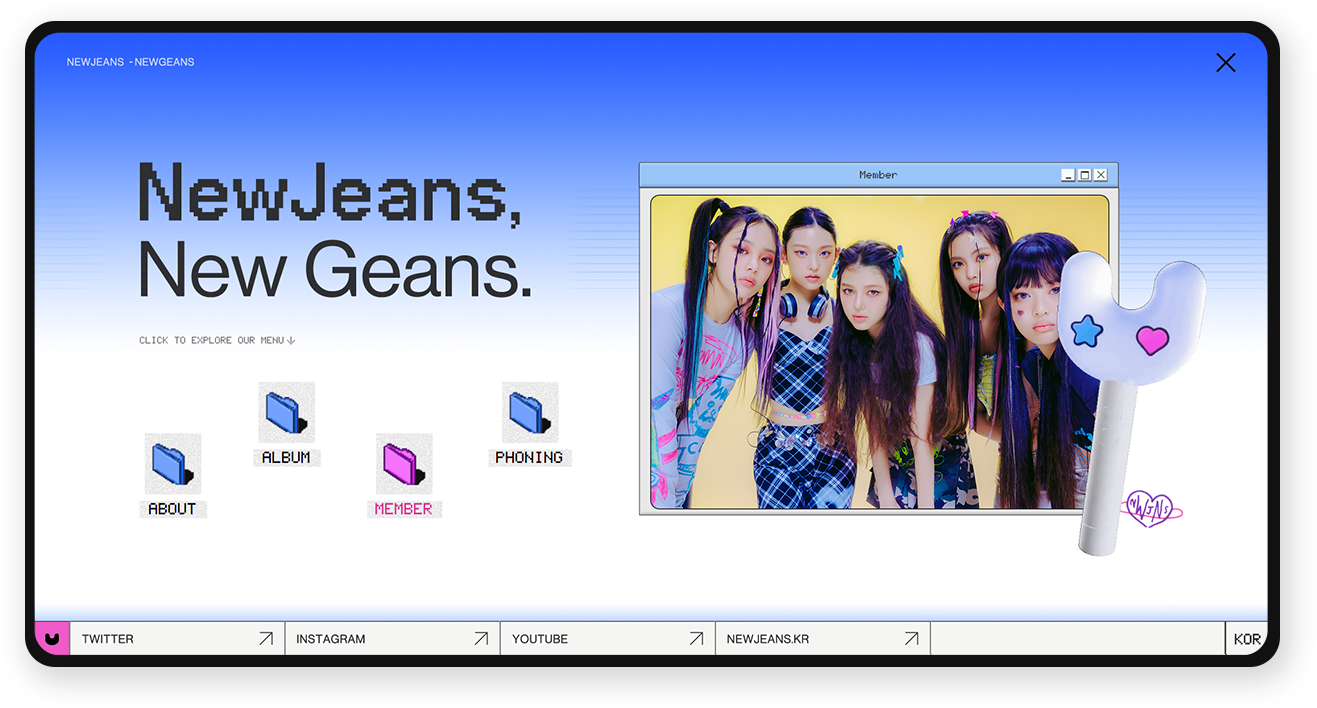 NEWJEANS - NEWGEANS
NewJeans,
New Geans.
CLICK TO EXPLORE OUR MENU
ALBUM
PHONING
ABOUT
MEMBER
Member
NWJNS
TWITTER
INSTAGRAM
YOUTUBE
NEWJEANS.KR
KOR